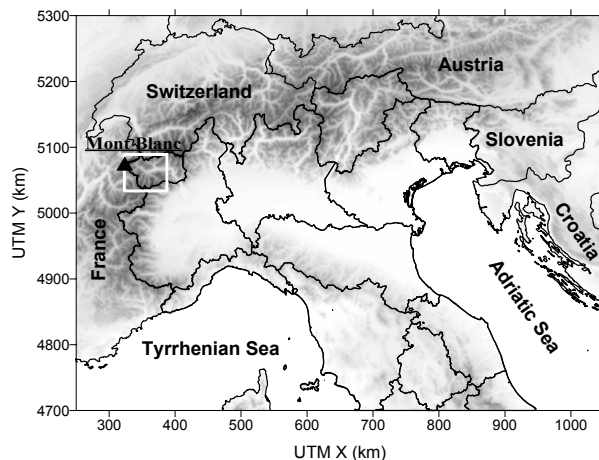 5300
5200
5100
5000
4900
4800
4700
UTM Y (km)
Austria
Switzerland
Mont Blanc
Slovenia
France
Croatia
Adriatic Sea
Tyrrhenian Sea
300
400
500
600
700
800
900
1000
UTM X (km)